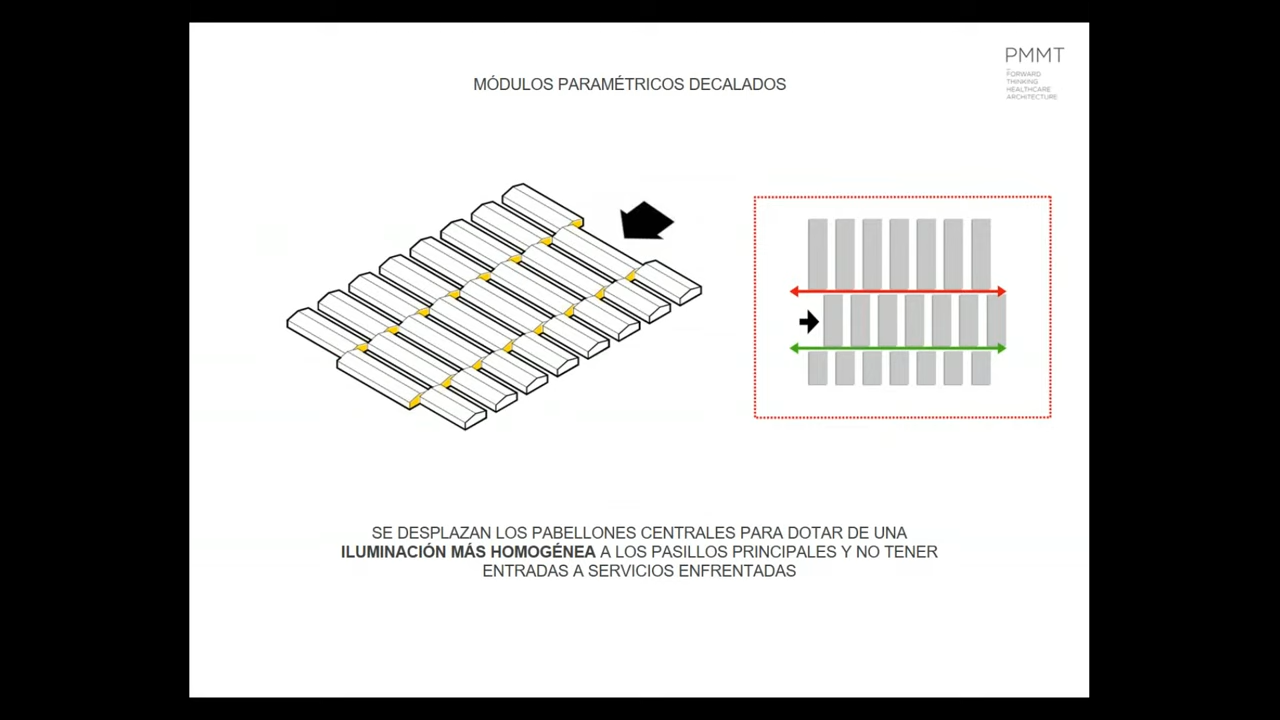 MÓDULOS PARAMÉTRICOS DECALADOS
PMMT
FORWARD
THINKING
HEALTHCARE
ARCHITECTURE
SE DESPLAZAN LOS PABELLONES CENTRALES PARA DOTAR DE UNA
ILUMINACIÓN MÁS HOMOGÉNEA A LOS PASILLOS PRINCIPALES Y NO TENER
ENTRADAS A SERVICIOS ENFRENTADAS